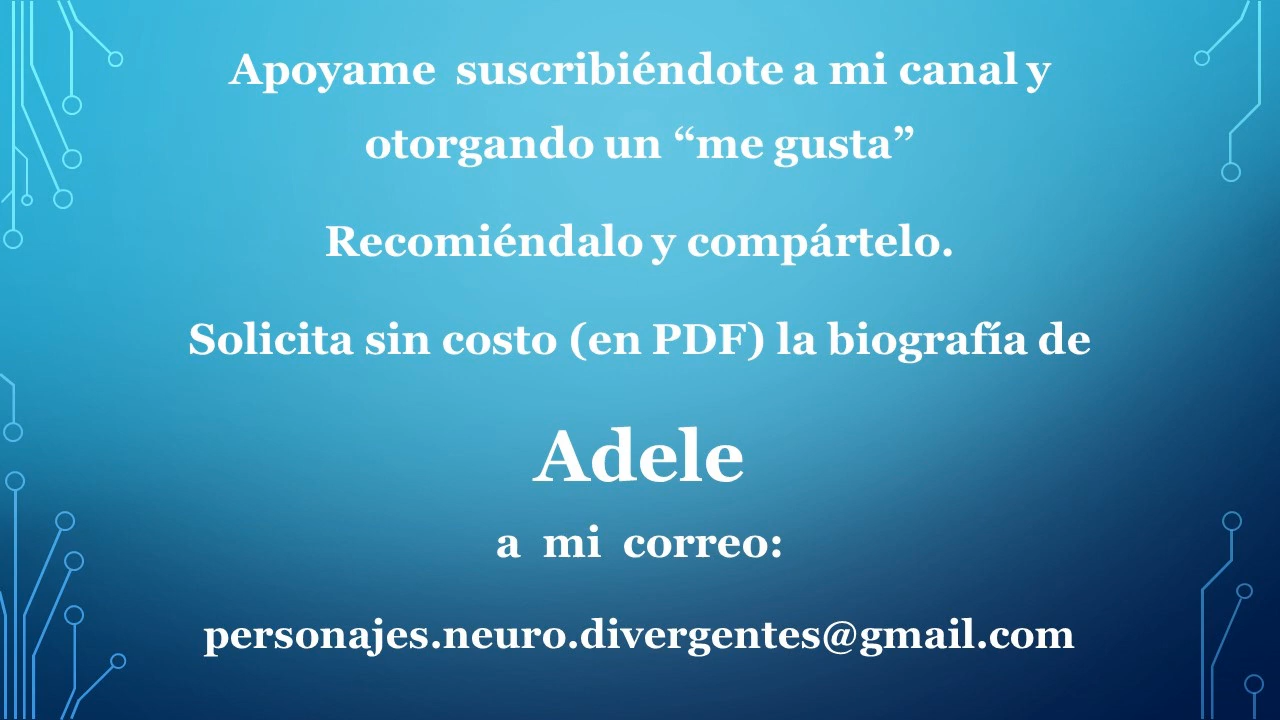 Apoyame suscribiéndote a mi canal y
otorgando un “me gusta”
Recomiéndalo y compártelo.
Solicita sin costo (en PDF) la biografía de
Adele
a mi correo:
personajes.neuro.divergentes@gmail.com